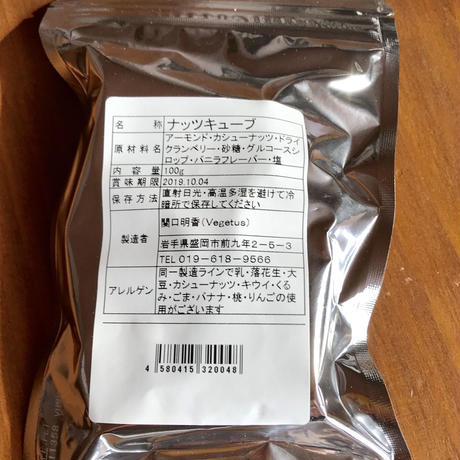 名称 ナッツキューブ
原材料名 アーモンド・カシューナッツ・ドライ
クランベリー・砂糖・グルコースシ
ロップ・バニラフレーバー・塩
内容量 100g
賞味期限 2019.10.04
保存方法 直射日光・高温多湿を避けて冷
暗所で保存してください
製造者 関口明香(Vegetus)
岩手県盛岡市前九年2-5-3
TEL 019-618-9566
アレルゲン 同一製造ラインで乳・落花生・大
豆・カシューナッツ・キウイ・くる
み・ごま・バナナ・桃・りんごの使
用がございます
4 580415 320048